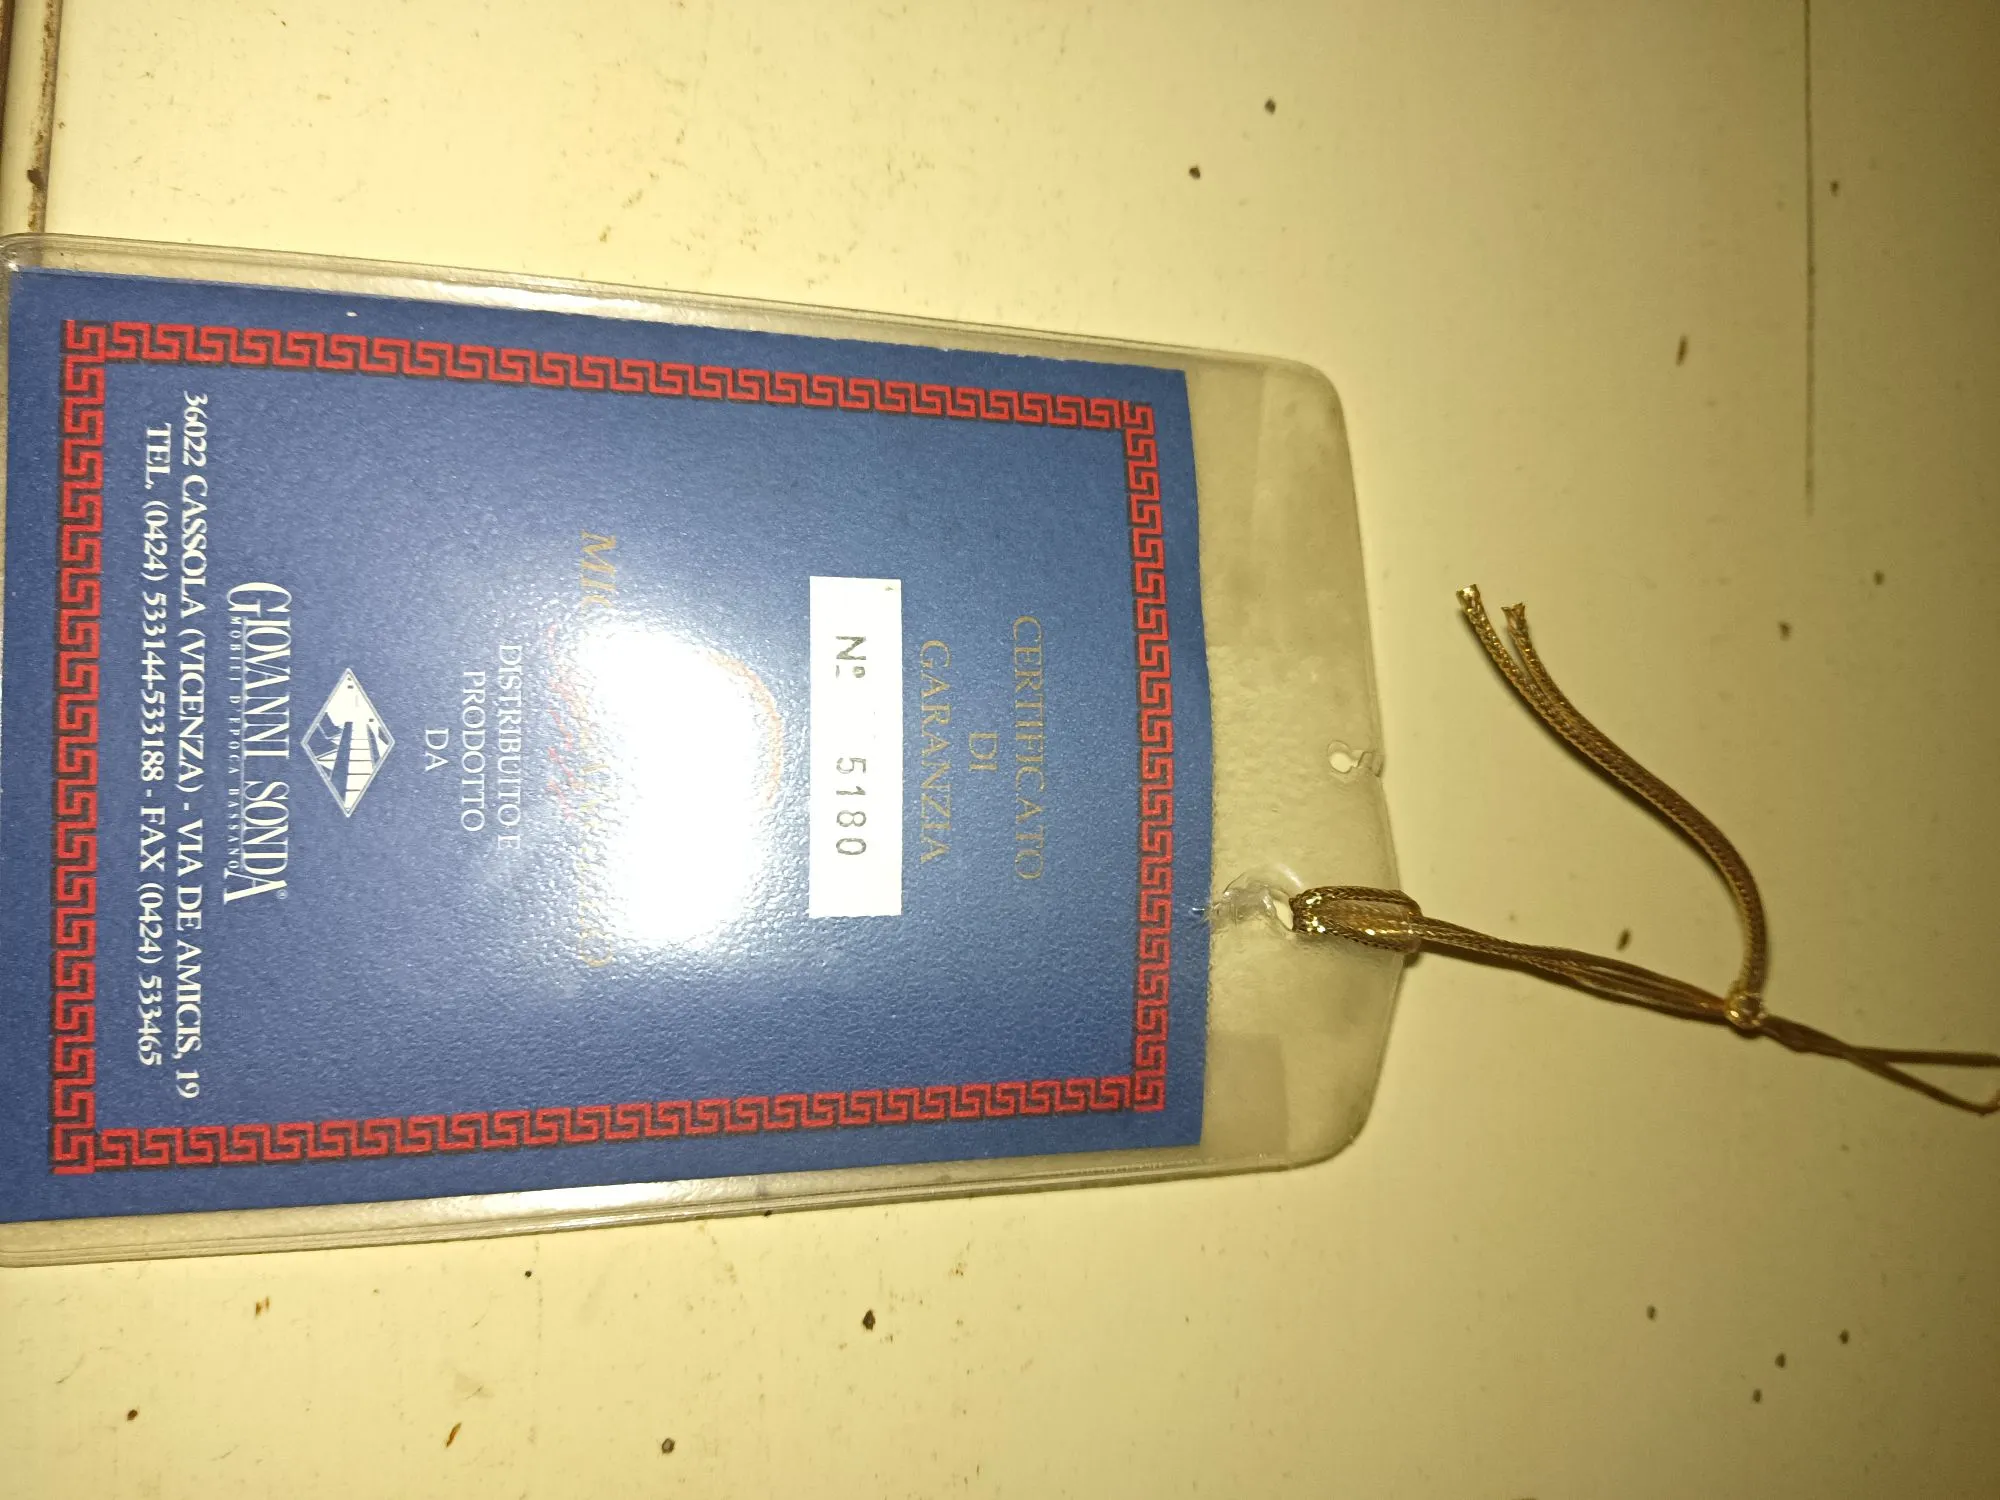 CERTIFICATO
DI
GARANZIA
Nº 5180
DISTRIBUITO E
PRODOTTO
DA
GIOVANNI SONDA®
MOBILI D'EPOCA BASSANO
36022 CASSOLA (VICENZA) - VIA DE AMICIS, 19
TEL. (0424) 533144-533188 - FAX (0424) 533465